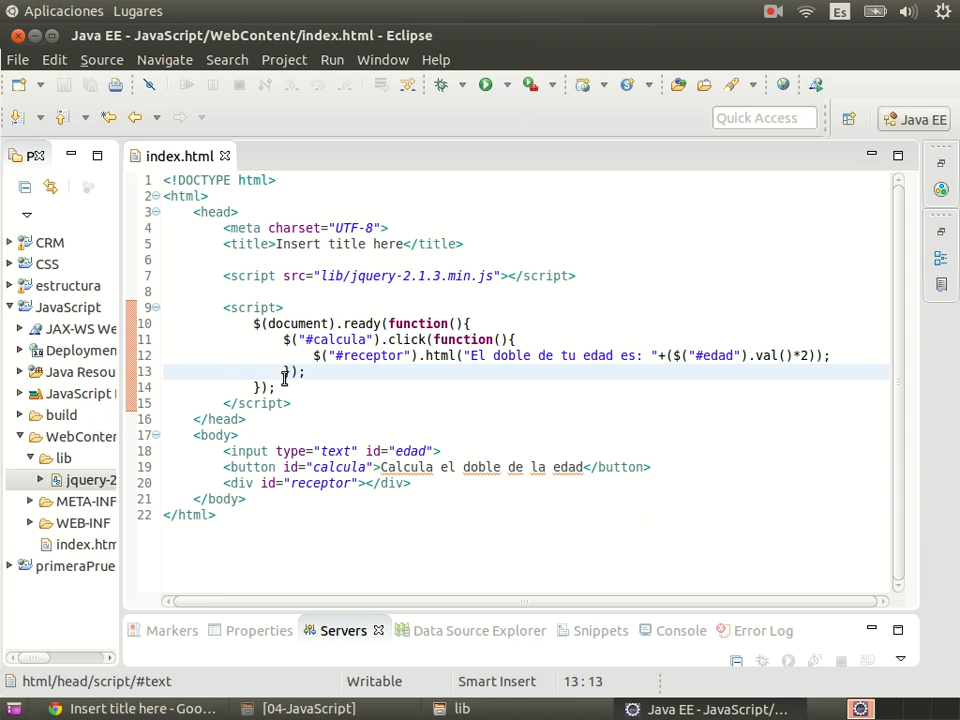 Aplicaciones Lugares Es
Java EE - JavaScript/WebContent/index.html - Eclipse
File Edit Source Navigate Search Project Run Window Help
Quick Access Java EE
P index.html
1 <!DOCTYPE html>
2 <html>
3 <head>
4 <meta charset="UTF-8">
5 <title>Insert title here</title>
6
7 <script src="lib/jquery-2.1.3.min.js"></script>
8
9 <script>
10 $(document).ready(function(){
11 $("#calcula").click(function(){
12 $("#receptor").html("El doble de tu edad es: "+($("#edad").val()*2));
13 });
14 });
15 </script>
16 </head>
17 <body>
18 <input type="text" id="edad">
19 <button id="calcula">Calcula el doble de la edad</button>
20 <div id="receptor"></div>
21 </body>
22 </html>
CRM
CSS
estructura
JavaScript
JAX-WS We
Deploymen
Java Resou
JavaScript
build
WebConten
lib
jquery-2
META-INF
WEB-INF
index.htm
primeraPrue
Markers Properties Servers Data Source Explorer Snippets Console Error Log
html/head/script/#text Writable Smart Insert 13 : 13
Insert title here - Goo... [04-JavaScript] lib Java EE - JavaScript/...